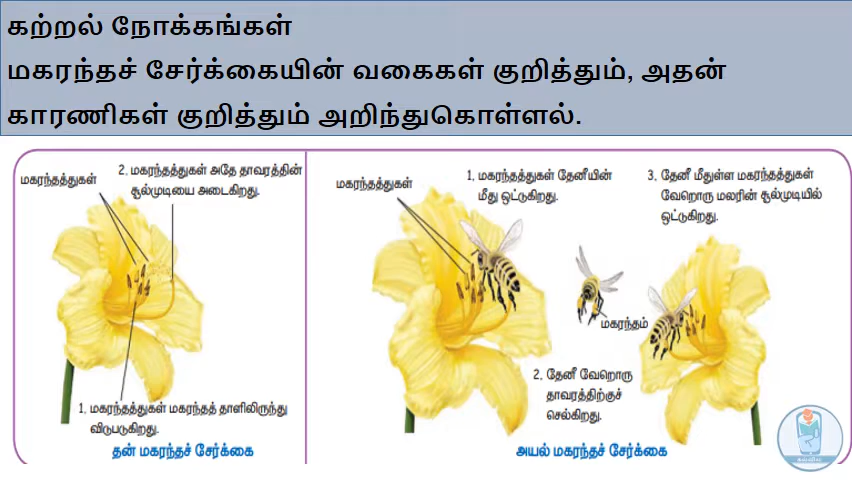 கற்றல் நோக்கங்கள்
மகரந்தச் சேர்க்கையின் வகைகள் குறித்தும், அதன்
காரணிகள் குறித்தும் அறிந்துகொள்ளல்.
மகரந்தத்துகள்
2, மகரந்தத்துகள் அதே தாவரத்தின்
சூல்முடியை அடைகிறது.
1, மகரந்தத்துகள் மகரந்தத் தாளிலிருந்து
விடுபடுகிறது.
தன் மகரந்தச் சேர்க்கை
மகரந்தத்துகள்
1, மகரந்தத்துகள் தேனீயின்
மீது ஒட்டுகிறது.
மகரந்தம்
2, தேனீ வேறொரு
தாவரத்திற்குச்
செல்கிறது.
3, தேனீ மீதுள்ள மகரந்தத்துகள்
வேறொரு மலரின் சூல்முடியில்
ஒட்டுகிறது.
அயல் மகரந்தச் சேர்க்கை